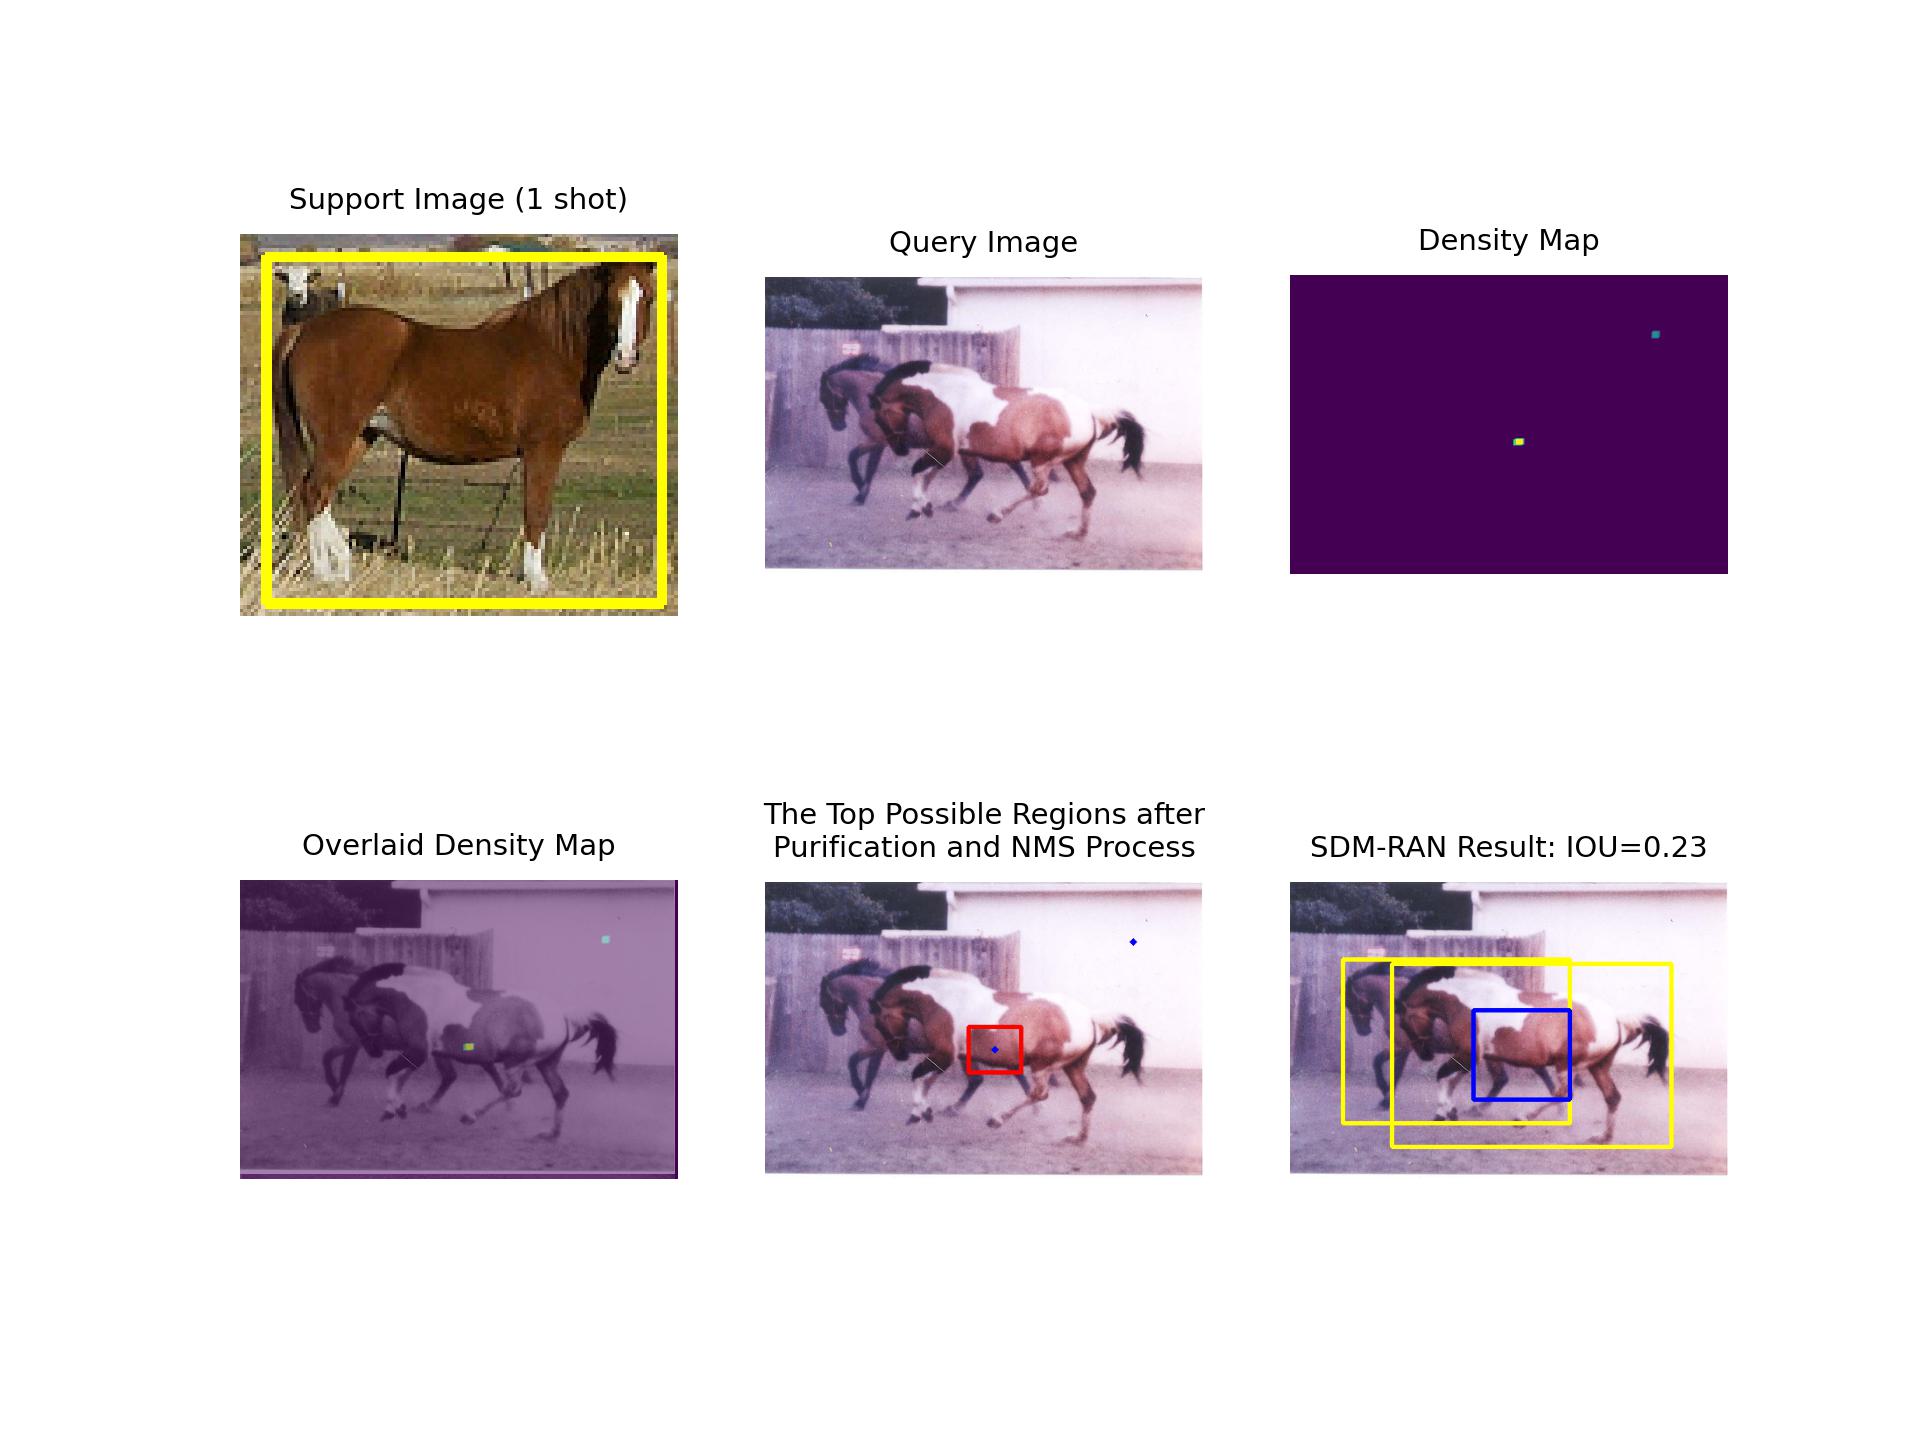 Support Image (1 shot)
Query Image
Density Map
Overlaid Density Map
The Top Possible Regions after
Purification and NMS Process
SDM-RAN Result: IOU=0.23